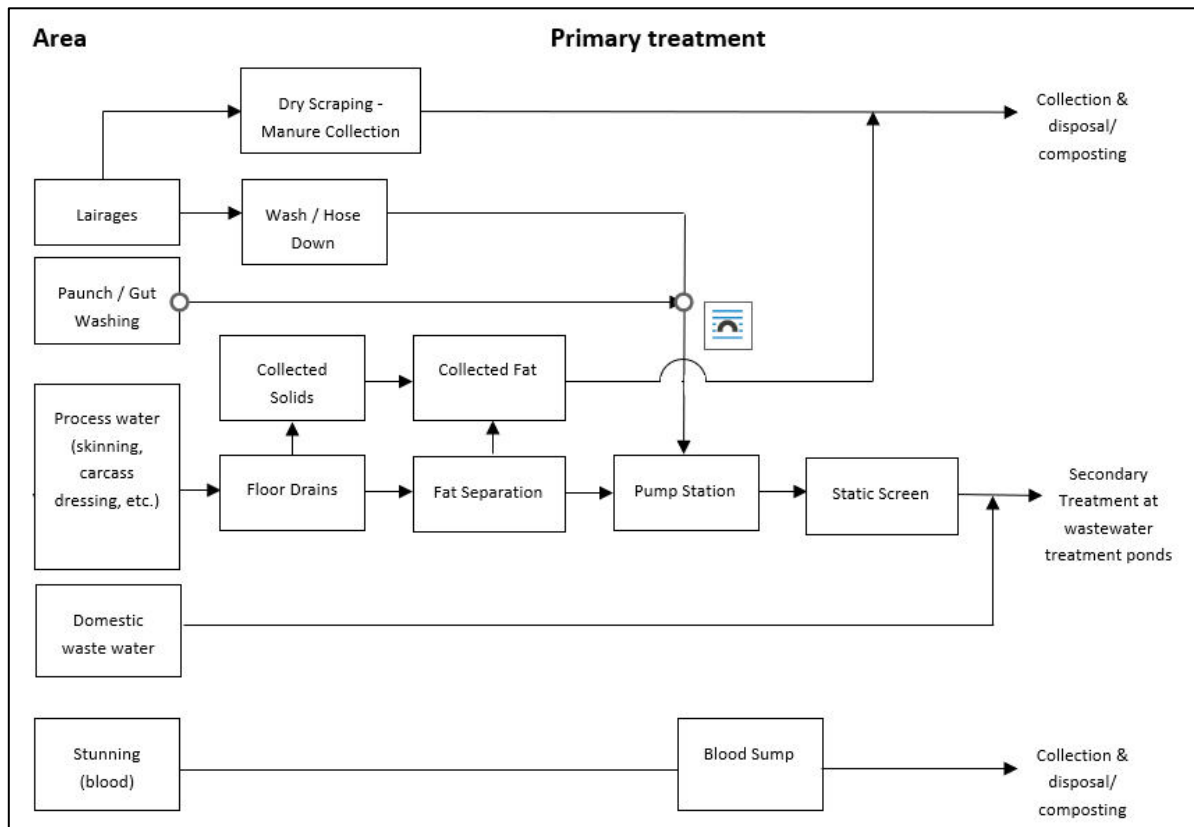 Area
Primary treatment
Dry Scraping -
Manure Collection
Collection &
disposal/
composting
Lairages
Wash / Hose
Down
Paunch / Gut
Washing
Collected
Solids
Collected Fat
Process water
(skinning,
carcass
dressing, etc.)
Floor Drains
Fat Separation
Pump Station
Static Screen
Secondary
Treatment at
wastewater
treatment ponds
Domestic
waste water
Stunning
(blood)
Blood Sump
Collection &
disposal/
composting